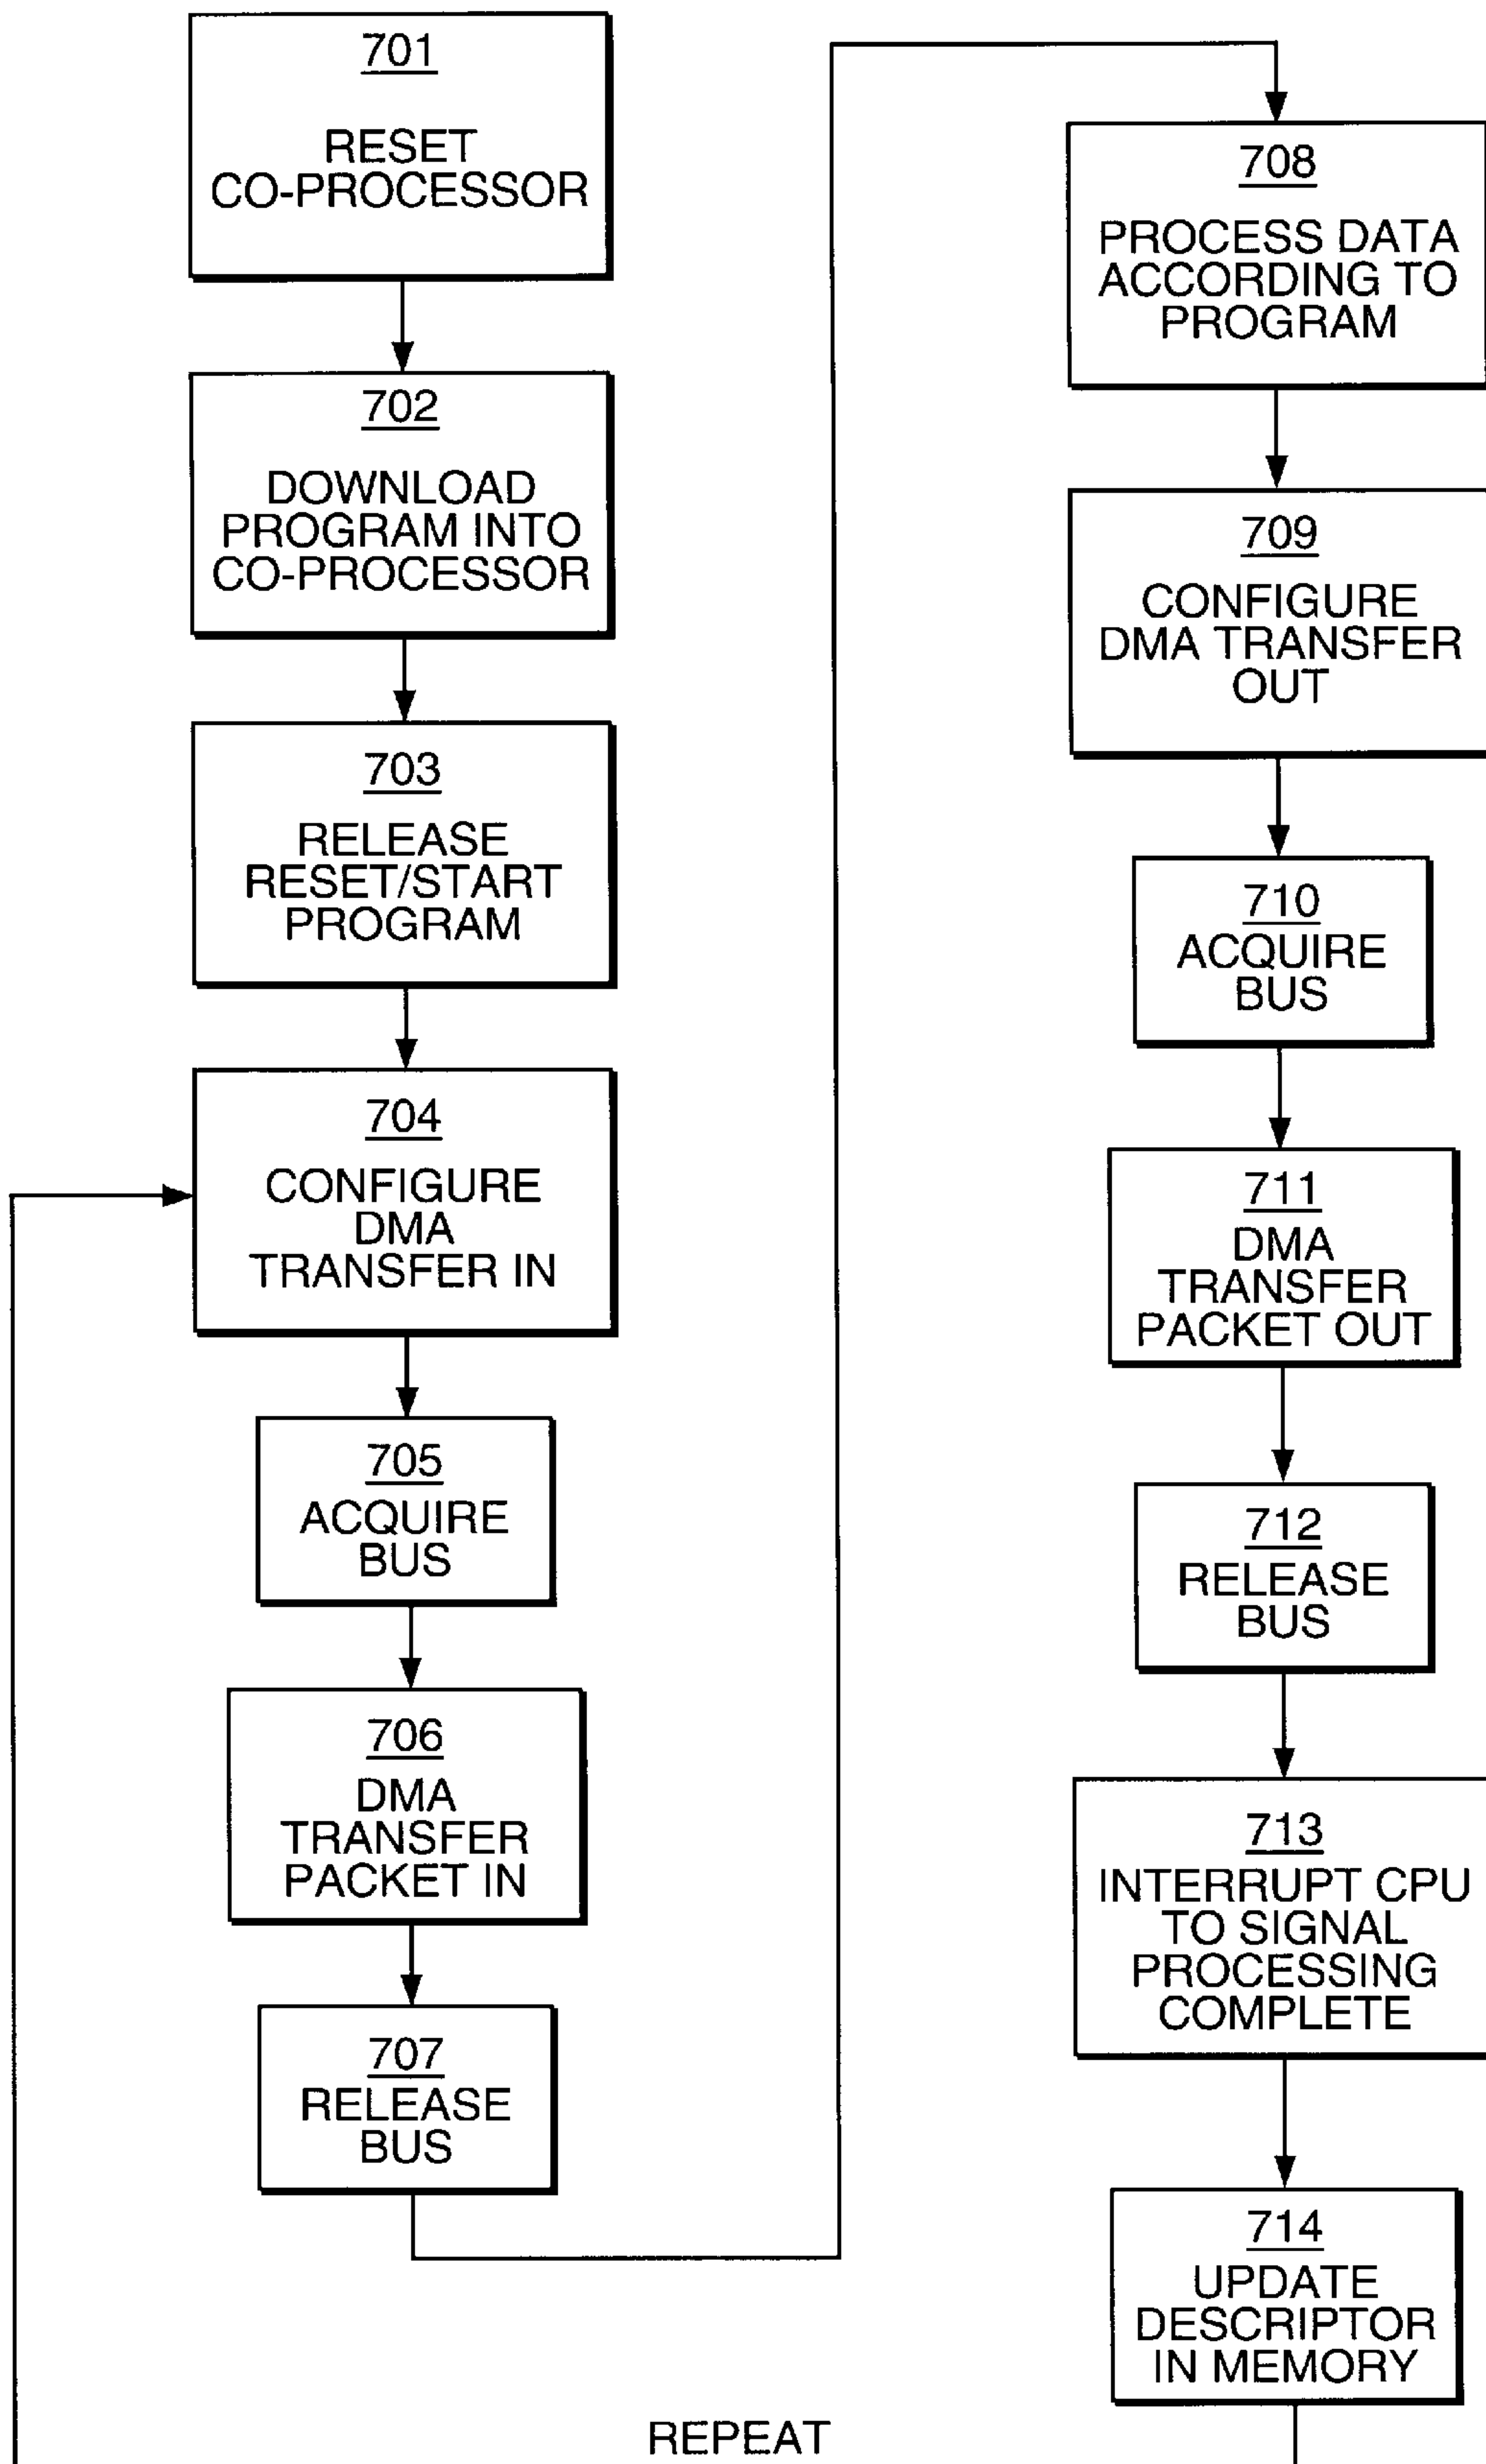 701
RESET
CO-PROCESSOR
702
DOWNLOAD
PROGRAM INTO
CO-PROCESSOR
703
RELEASE
RESET/START
PROGRAM
704
CONFIGURE
DMA
TRANSFER IN
705
ACQUIRE
BUS
706
DMA
TRANSFER
PACKET IN
707
RELEASE
BUS
708
PROCESS DATA
ACCORDING TO
PROGRAM
709
CONFIGURE
DMA TRANSFER
OUT
710
ACQUIRE
BUS
711
DMA
TRANSFER
PACKET OUT
712
RELEASE
BUS
713
INTERRUPT CPU
TO SIGNAL
PROCESSING
COMPLETE
714
UPDATE
DESCRIPTOR
IN MEMORY
REPEAT